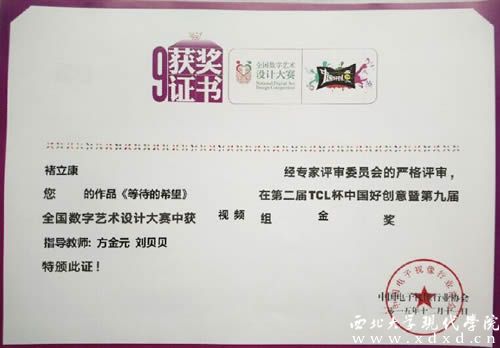 9 获奖
证书
全国数字艺术
设计大赛
National Digital Art
Design Competition
褚立康
经专家评审委员会的严格评审，
您 的作品《等待的希望》
在第二届TCL杯中国好创意暨第九届
全国数字艺术设计大赛中获 视频 组 金 奖
指导教师: 方金元 刘贝贝
特颁此证！
中国电子视像行业协会
西北大学现代学院
www.xdxd.cn